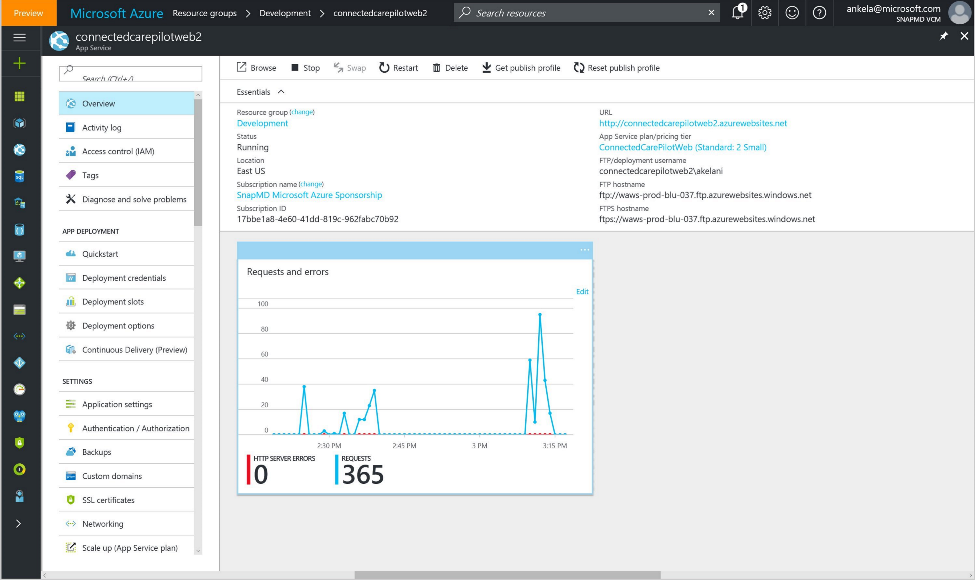 Preview
Microsoft Azure
Resource groups > Development > connectedcarepilotweb2
Search resources
1
ankela@microsoft.com
SNAPMD VCM
connectedcarepilotweb2
App Service
Search (Ctrl+/)
Overview
Activity log
Access control (IAM)
Tags
Diagnose and solve problems
APP DEPLOYMENT
Quickstart
Deployment credentials
Deployment slots
Deployment options
Continuous Delivery (Preview)
SETTINGS
Application settings
Authentication / Authorization
Backups
Custom domains
SSL certificates
Networking
Scale up (App Service plan)
Browse Stop Swap Restart Delete Get publish profile Reset publish profile
Essentials
Resource group (change)
Development
Status
Running
Location
East US
Subscription name (change)
SnapMD Microsoft Azure Sponsorship
Subscription ID
17bbe1a8-4e60-41dd-819c-962fabc70b92
URL
http://connectedcarepilotweb2.azurewebsites.net
App Service plan/pricing tier
ConnectedCarePilotWeb (Standard: 2 Small)
FTP/deployment username
connectedcarepilotweb2\akelani
FTP hostname
ftp://waws-prod-blu-037.ftp.azurewebsites.windows.net
FTPS hostname
ftps://waws-prod-blu-037.ftp.azurewebsites.windows.net
...
Requests and errors
Edit
100
80
60
40
20
0
2:30 PM 2:45 PM 3 PM 3:15 PM
HTTP SERVER ERRORS
0
REQUESTS
365